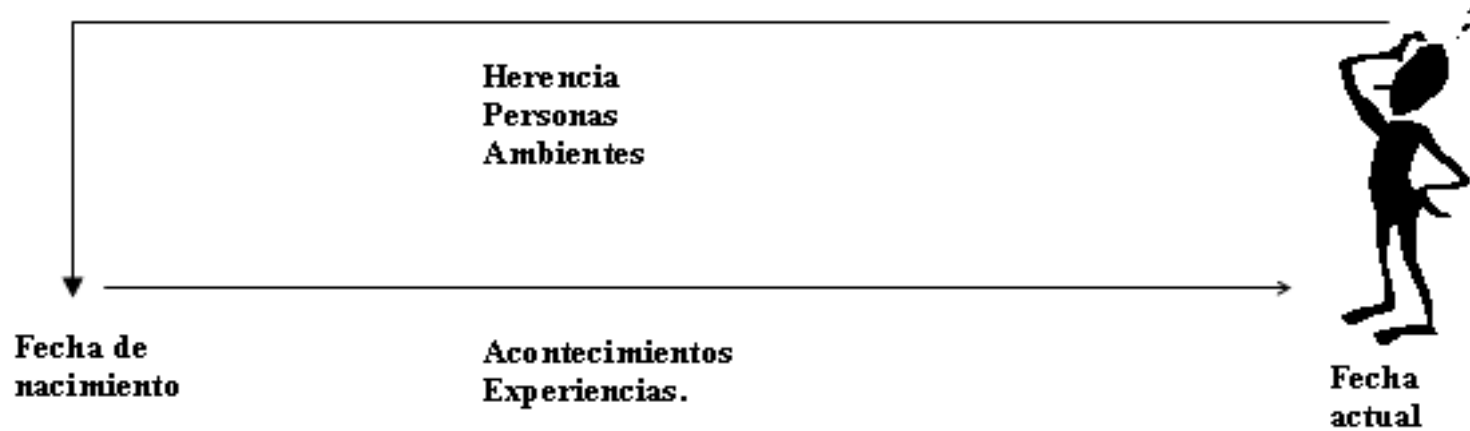 Herencia
Personas
Ambientes
Fecha de
nacimiento
Acontecimientos
Experiencias.
Fecha
actual